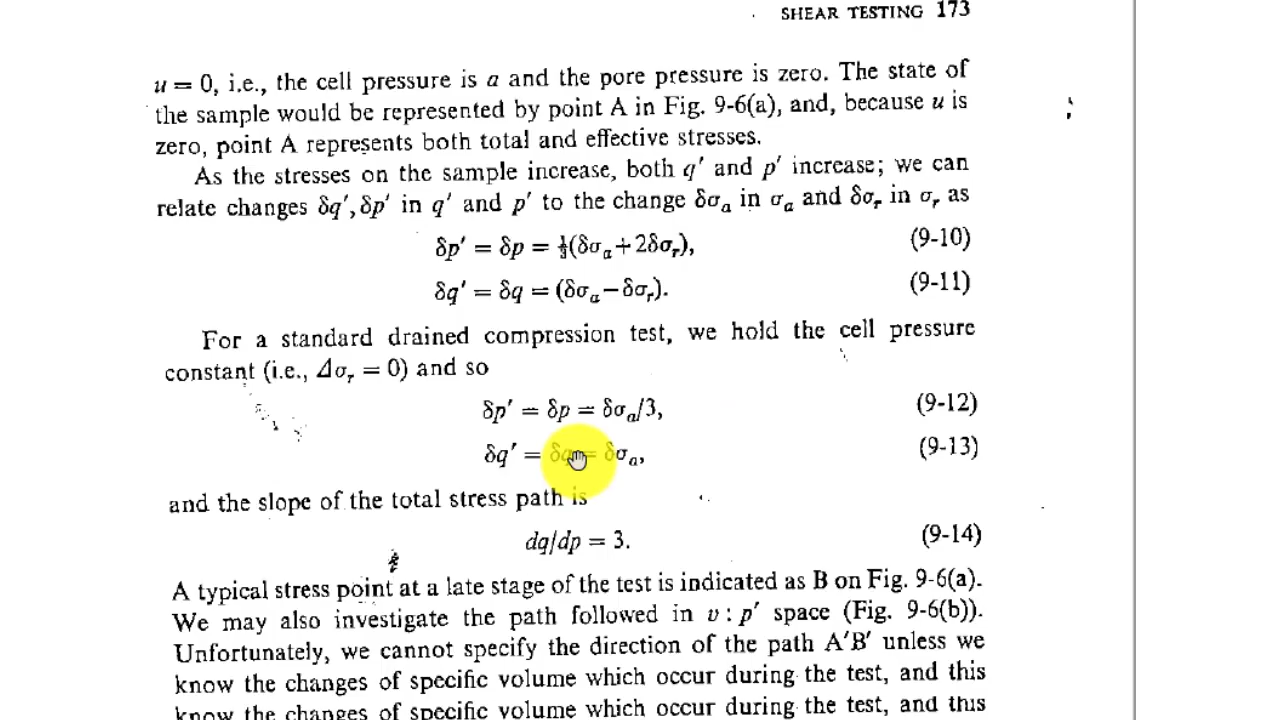 SHEAR TESTING 173
u = 0, i.e., the cell pressure is a and the pore pressure is zero. The state of
the sample would be represented by point A in Fig. 9-6(a), and, because u is
zero, point A represents both total and effective stresses.
As the stresses on the sample increase, both q′ and p′ increase; we can
relate changes δq′, δp′ in q′ and p′ to the change δσₐ in σₐ and δσᵣ in σᵣ as
δp′ = δp = ⅓(δσₐ+2δσᵣ), (9-10)
δq′ = δq = (δσₐ−δσᵣ). (9-11)
For a standard drained compression test, we hold the cell pressure
constant (i.e., Δσᵣ = 0) and so
δp′ = δp = δσₐ/3, (9-12)
δq′ = δq = δσₐ, (9-13)
and the slope of the total stress path is
dq/dp = 3. (9-14)
A typical stress point at a late stage of the test is indicated as B on Fig. 9-6(a).
We may also investigate the path followed in v : p′ space (Fig. 9-6(b)).
Unfortunately, we cannot specify the direction of the path A′B′ unless we
know the changes of specific volume which occur during the test, and this
know the changes of specific volume which occur during the test, and this